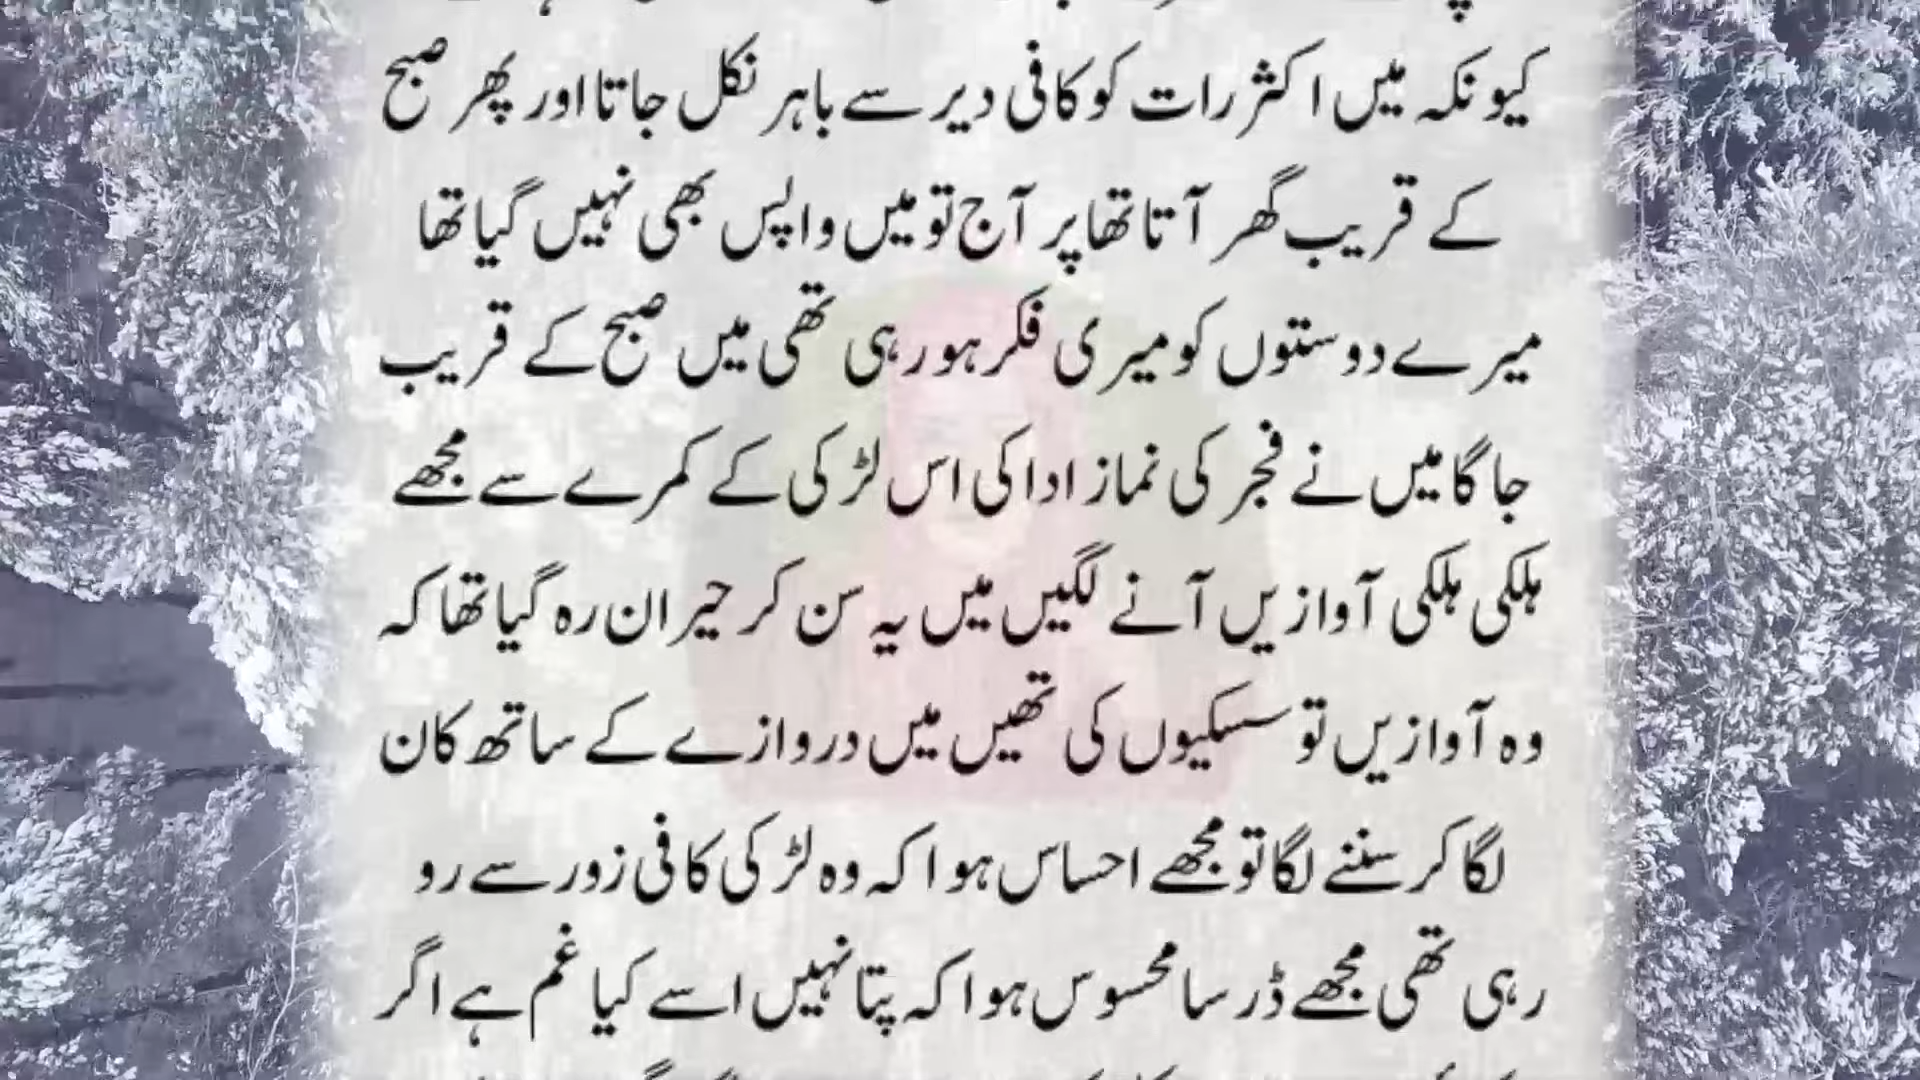 کیونکہ میں اکثر رات کو کافی دیر سے باہر نکل جاتا اور پھر صبح
کے قریب گھر آتا تھا پر آج تو میں واپس بھی نہیں گیا تھا
میرے دوستوں کو میری فکر ہو رہی تھی میں صبح کے قریب
جاگا میں نے فجر کی نماز ادا کی اس لڑکی کے کمرے سے مجھے
ہلکی ہلکی آوازیں آنے لگیں میں یہ سن کر حیران رہ گیا تھا کہ
وہ آوازیں تو سسکیوں کی تھیں میں دروازے کے ساتھ کان
لگا کر سننے لگا تو مجھے احساس ہوا کہ وہ لڑکی کافی زور سے رو
رہی تھی مجھے ڈر سا محسوس ہوا کہ پتا نہیں اسے کیا غم ہے اگر